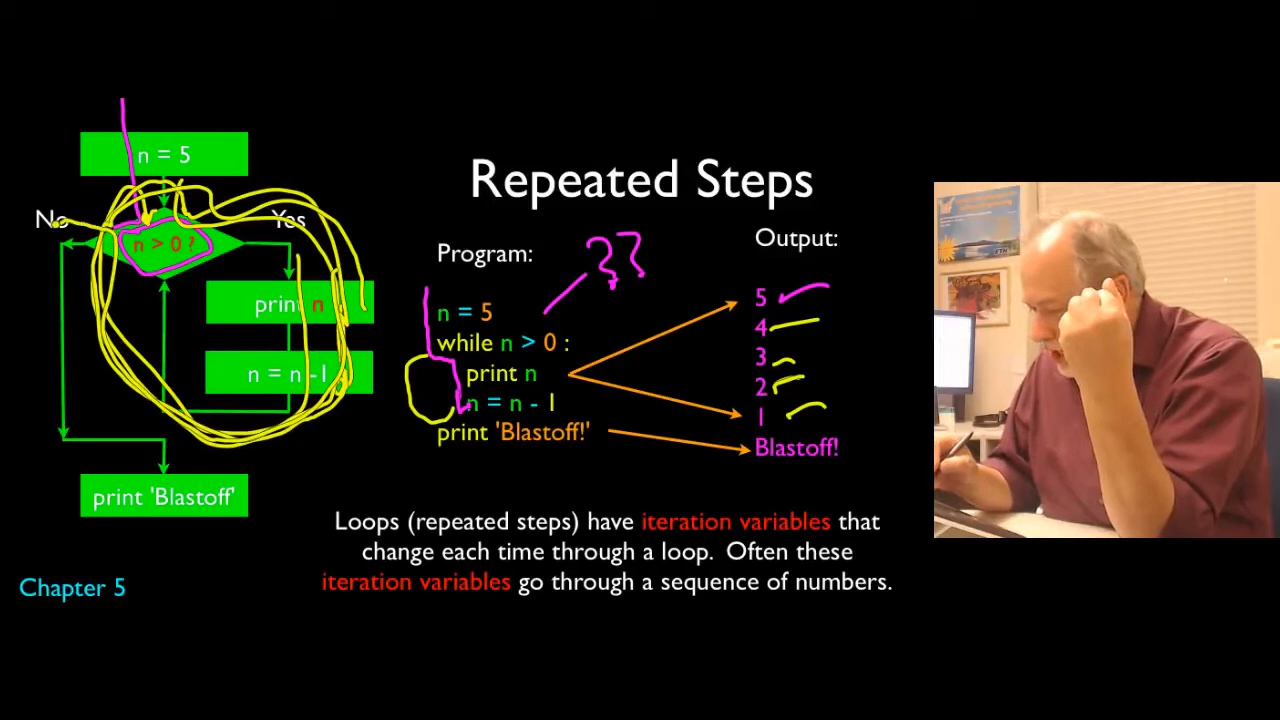 Repeated Steps
n = 5
No
n > 0 ?
Yes
print n
n = n -1
print 'Blastoff'
Program:
??
n = 5
while n > 0 :
print n
n = n - 1
print 'Blastoff!'
Output:
5
4
3
2
1
Blastoff!
Loops (repeated steps) have iteration variables that
change each time through a loop. Often these
iteration variables go through a sequence of numbers.
Chapter 5